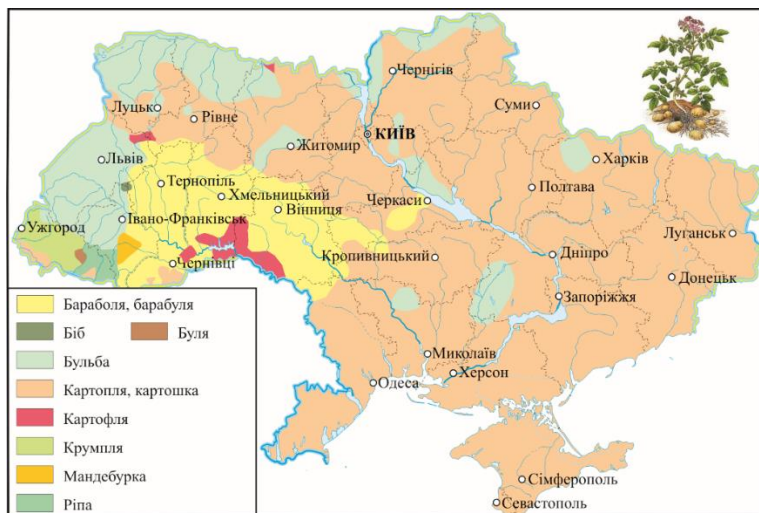 Чернігів
Суми
Луцьк
Рівне
КИЇВ
Житомир
Харків
Львів
Тернопіль
Хмельницький
Полтава
Черкаси
Вінниця
Івано-Франківськ
Ужгород
Луганськ
Кропивницький
Дніпро
Чернівці
Донецьк
Запоріжжя
Миколаїв
Херсон
Одеса
Сімферополь
Севастополь
Бараболя, барабуля
Біб Буля
Бульба
Картопля, картошка
Картофля
Крумпля
Мандебурка
Ріпа